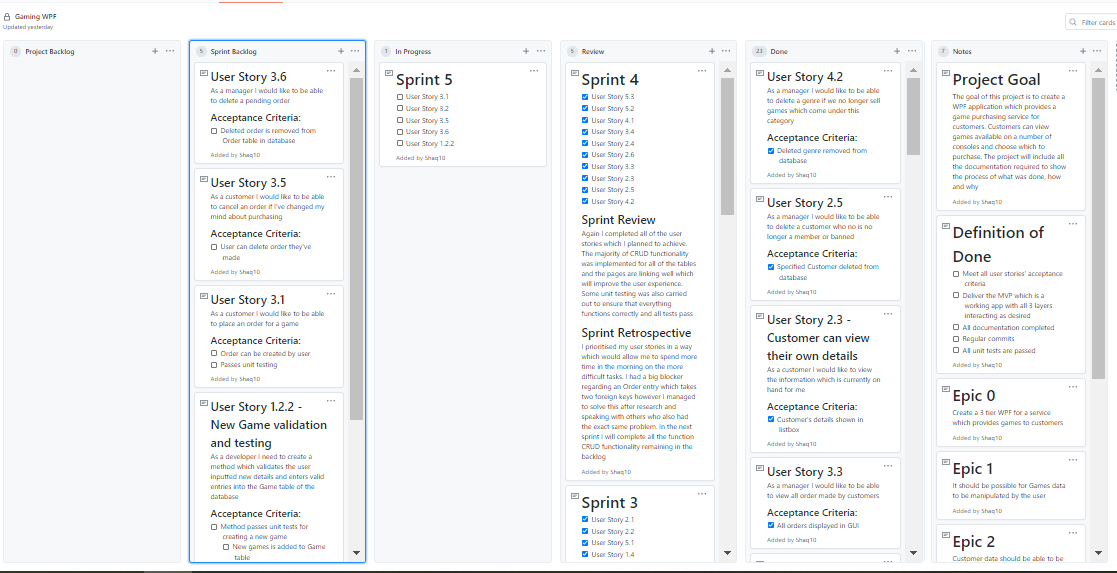 Gaming WPF
Updated yesterday
Filter cards
0 Project Backlog
5 Sprint Backlog
User Story 3.6
As a manager I would like to be able
to delete a pending order
Acceptance Criteria:
Deleted order is removed from
Order table in database
Added by Shaq10
User Story 3.5
As a customer I would like to be able
to cancel an order if I've changed my
mind about purchasing
Acceptance Criteria:
User can delete order they've
made
Added by Shaq10
User Story 3.1
As a customer I would like to be able
to place an order for a game
Acceptance Criteria:
Order can be created by user
Passes unit testing
Added by Shaq10
User Story 1.2.2 -
New Game validation
and testing
As a developer I need to create a
method which validates the user
inputted new details and enters valid
entries into the Game table of the
database
Acceptance Criteria:
Method passes unit tests for
creating a new game
New games is added to Game
table
1 In Progress
Sprint 5
User Story 3.1
User Story 3.2
User Story 3.5
User Story 3.6
User Story 1.2.2
Added by Shaq10
5 Review
Sprint 4
User Story 5.3
User Story 5.2
User Story 4.1
User Story 3.4
User Story 2.4
User Story 2.6
User Story 3.3
User Story 2.3
User Story 2.5
User Story 4.2
Sprint Review
Again I completed all of the user
stories which I planned to achieve.
The majority of CRUD functionality
was implemented for all of the tables
and the pages are linking well which
will improve the user experience.
Some unit testing was also carried
out to ensure that everything
functions correctly and all tests pass
Sprint Retrospective
I prioritised my user stories in a way
which would allow me to spend more
time in the morning on the more
difficult tasks. I had a big blocker
regarding an Order entry which takes
two foreign keys however I managed
to solve this after research and
speaking with others who also had
the exact same problem. In the next
sprint I will complete all the function
CRUD functionality remaining in the
backlog
Added by Shaq10
Sprint 3
User Story 2.1
User Story 2.2
User Story 5.1
User Story 1.4
23 Done
User Story 4.2
As a manager I would like to be able
to delete a genre if we no longer sell
games which come under this
category
Acceptance Criteria:
Deleted genre removed from
database
Added by Shaq10
User Story 2.5
As a manager I would like to be able
to delete a customer who no is no
longer a member or banned
Acceptance Criteria:
Specified Customer deleted from
database
Added by Shaq10
User Story 2.3 -
Customer can view
their own details
As a customer I would like to view
the information which is currently on
hand for me
Acceptance Criteria:
Customer's details shown in
listbox
Added by Shaq10
User Story 3.3
As a manager I would like to be able
to view all order made by customers
Acceptance Criteria:
All orders displayed in GUI
Added by Shaq10
7 Notes
Project Goal
The goal of this project is to create a
WPF application which provides a
game purchasing service for
customers. Customers can view
games available on a number of
consoles and choose which to
purchase. The project will include all
the documentation required to show
the process of what was done, how
and why
Added by Shaq10
Definition of
Done
Meet all user stories' acceptance
criteria
Deliver the MVP which is a
working app with all 3 layers
interacting as desired
All documentation completed
Regular commits
All unit tests are passed
Added by Shaq10
Epic 0
Create a 3 tier WPF for a service
which provides games to customers
Added by Shaq10
Epic 1
It should be possible for Games data
to be manipulated by the user
Added by Shaq10
Epic 2
Customer data should be able to be